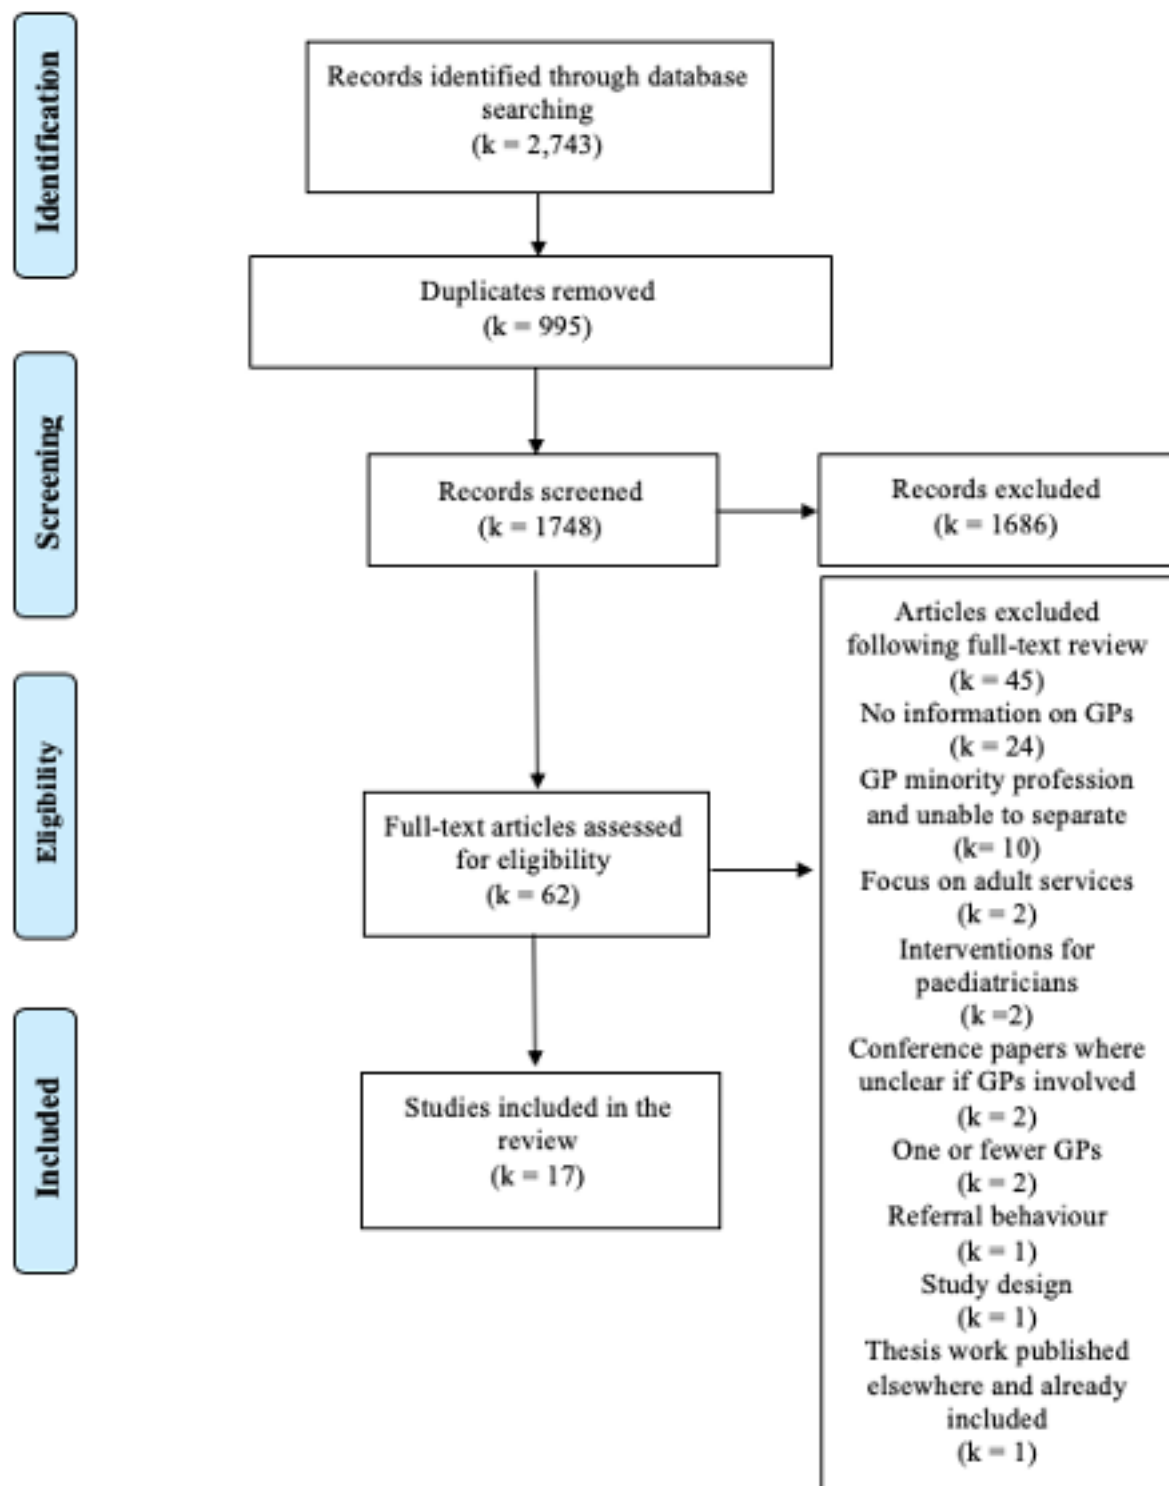 Identification
Records identified through database
searching
(k = 2,743)
Duplicates removed
(k = 995)
Screening
Records screened
(k = 1748)
Records excluded
(k = 1686)
Eligibility
Full-text articles assessed
for eligibility
(k = 62)
Articles excluded
following full-text review
(k = 45)
No information on GPs
(k = 24)
GP minority profession
and unable to separate
(k= 10)
Focus on adult services
(k = 2)
Interventions for
paediatricians
(k =2)
Conference papers where
unclear if GPs involved
(k = 2)
One or fewer GPs
(k = 2)
Referral behaviour
(k = 1)
Study design
(k = 1)
Thesis work published
elsewhere and already
included
(k = 1)
Included
Studies included in the
review
(k = 17)